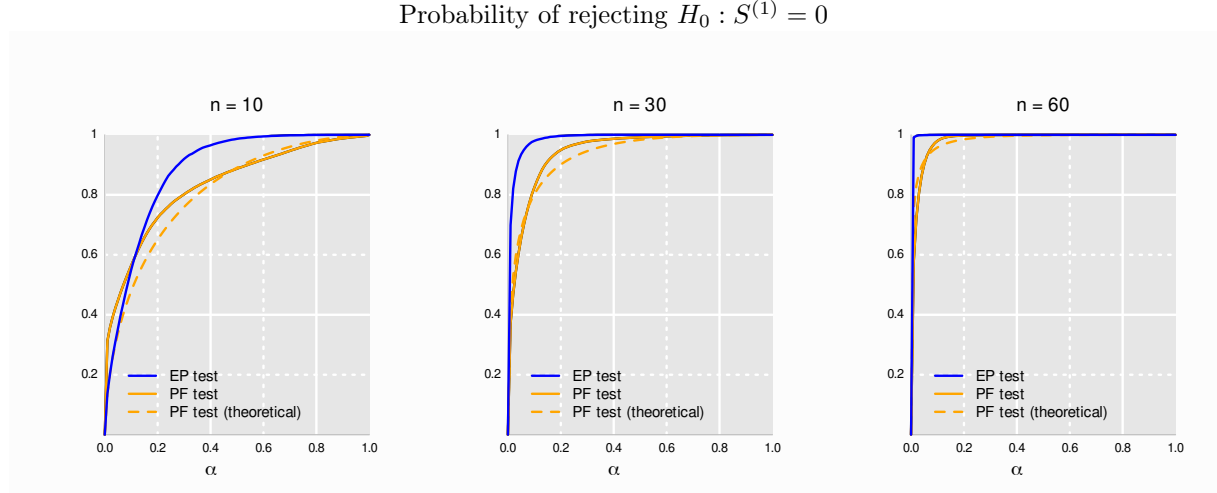 Probability of rejecting H₀ : S⁽¹⁾ = 0
n = 10
1
0.8
0.6
0.4
0.2
EP test
PF test
PF test (theoretical)
0.0 0.2 0.4 0.6 0.8 1.0
α
n = 30
1
0.8
0.6
0.4
0.2
EP test
PF test
PF test (theoretical)
0.0 0.2 0.4 0.6 0.8 1.0
α
n = 60
1
0.8
0.6
0.4
0.2
EP test
PF test
PF test (theoretical)
0.0 0.2 0.4 0.6 0.8 1.0
α